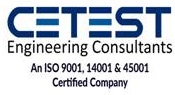 CETEST
Engineering Consultants
An ISO 9001, 14001 & 45001
Certified Company